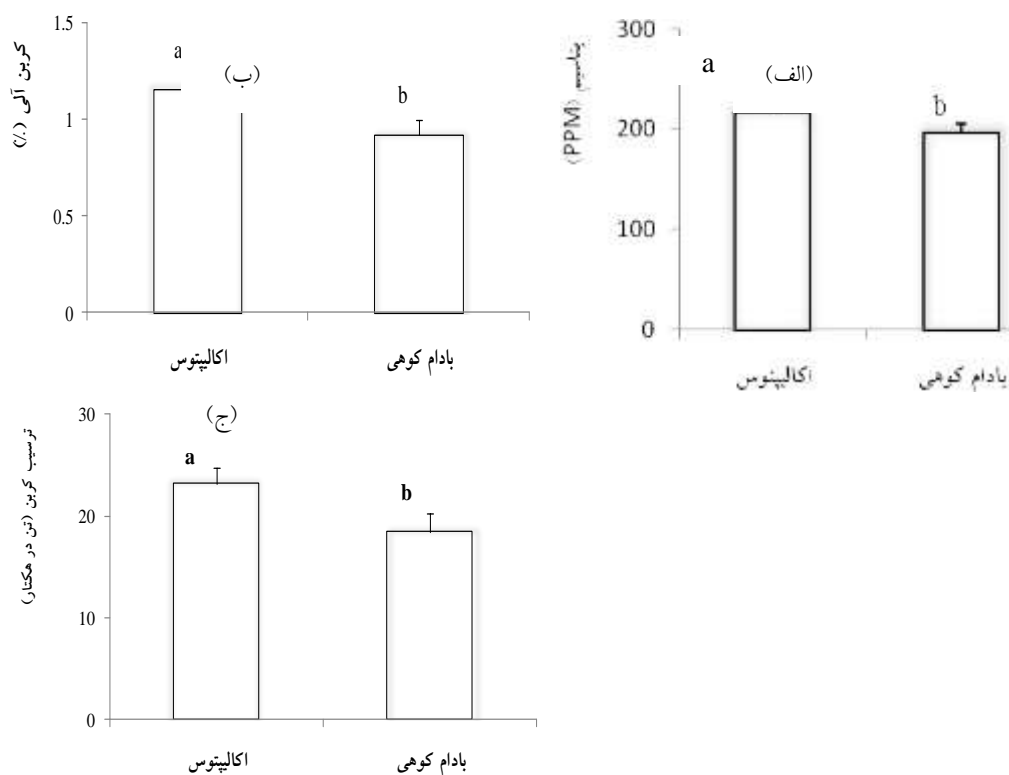 (الف)
پتاسیم (PPM)
300
200
100
0
a
b
اکالیپتوس
بادام کوهی
(ب)
کربن آلی (٪)
1.5
1
0.5
0
a
b
اکالیپتوس
بادام کوهی
(ج)
ترسیب کربن (تن در هکتار)
30
20
10
0
a
b
اکالیپتوس
بادام کوهی